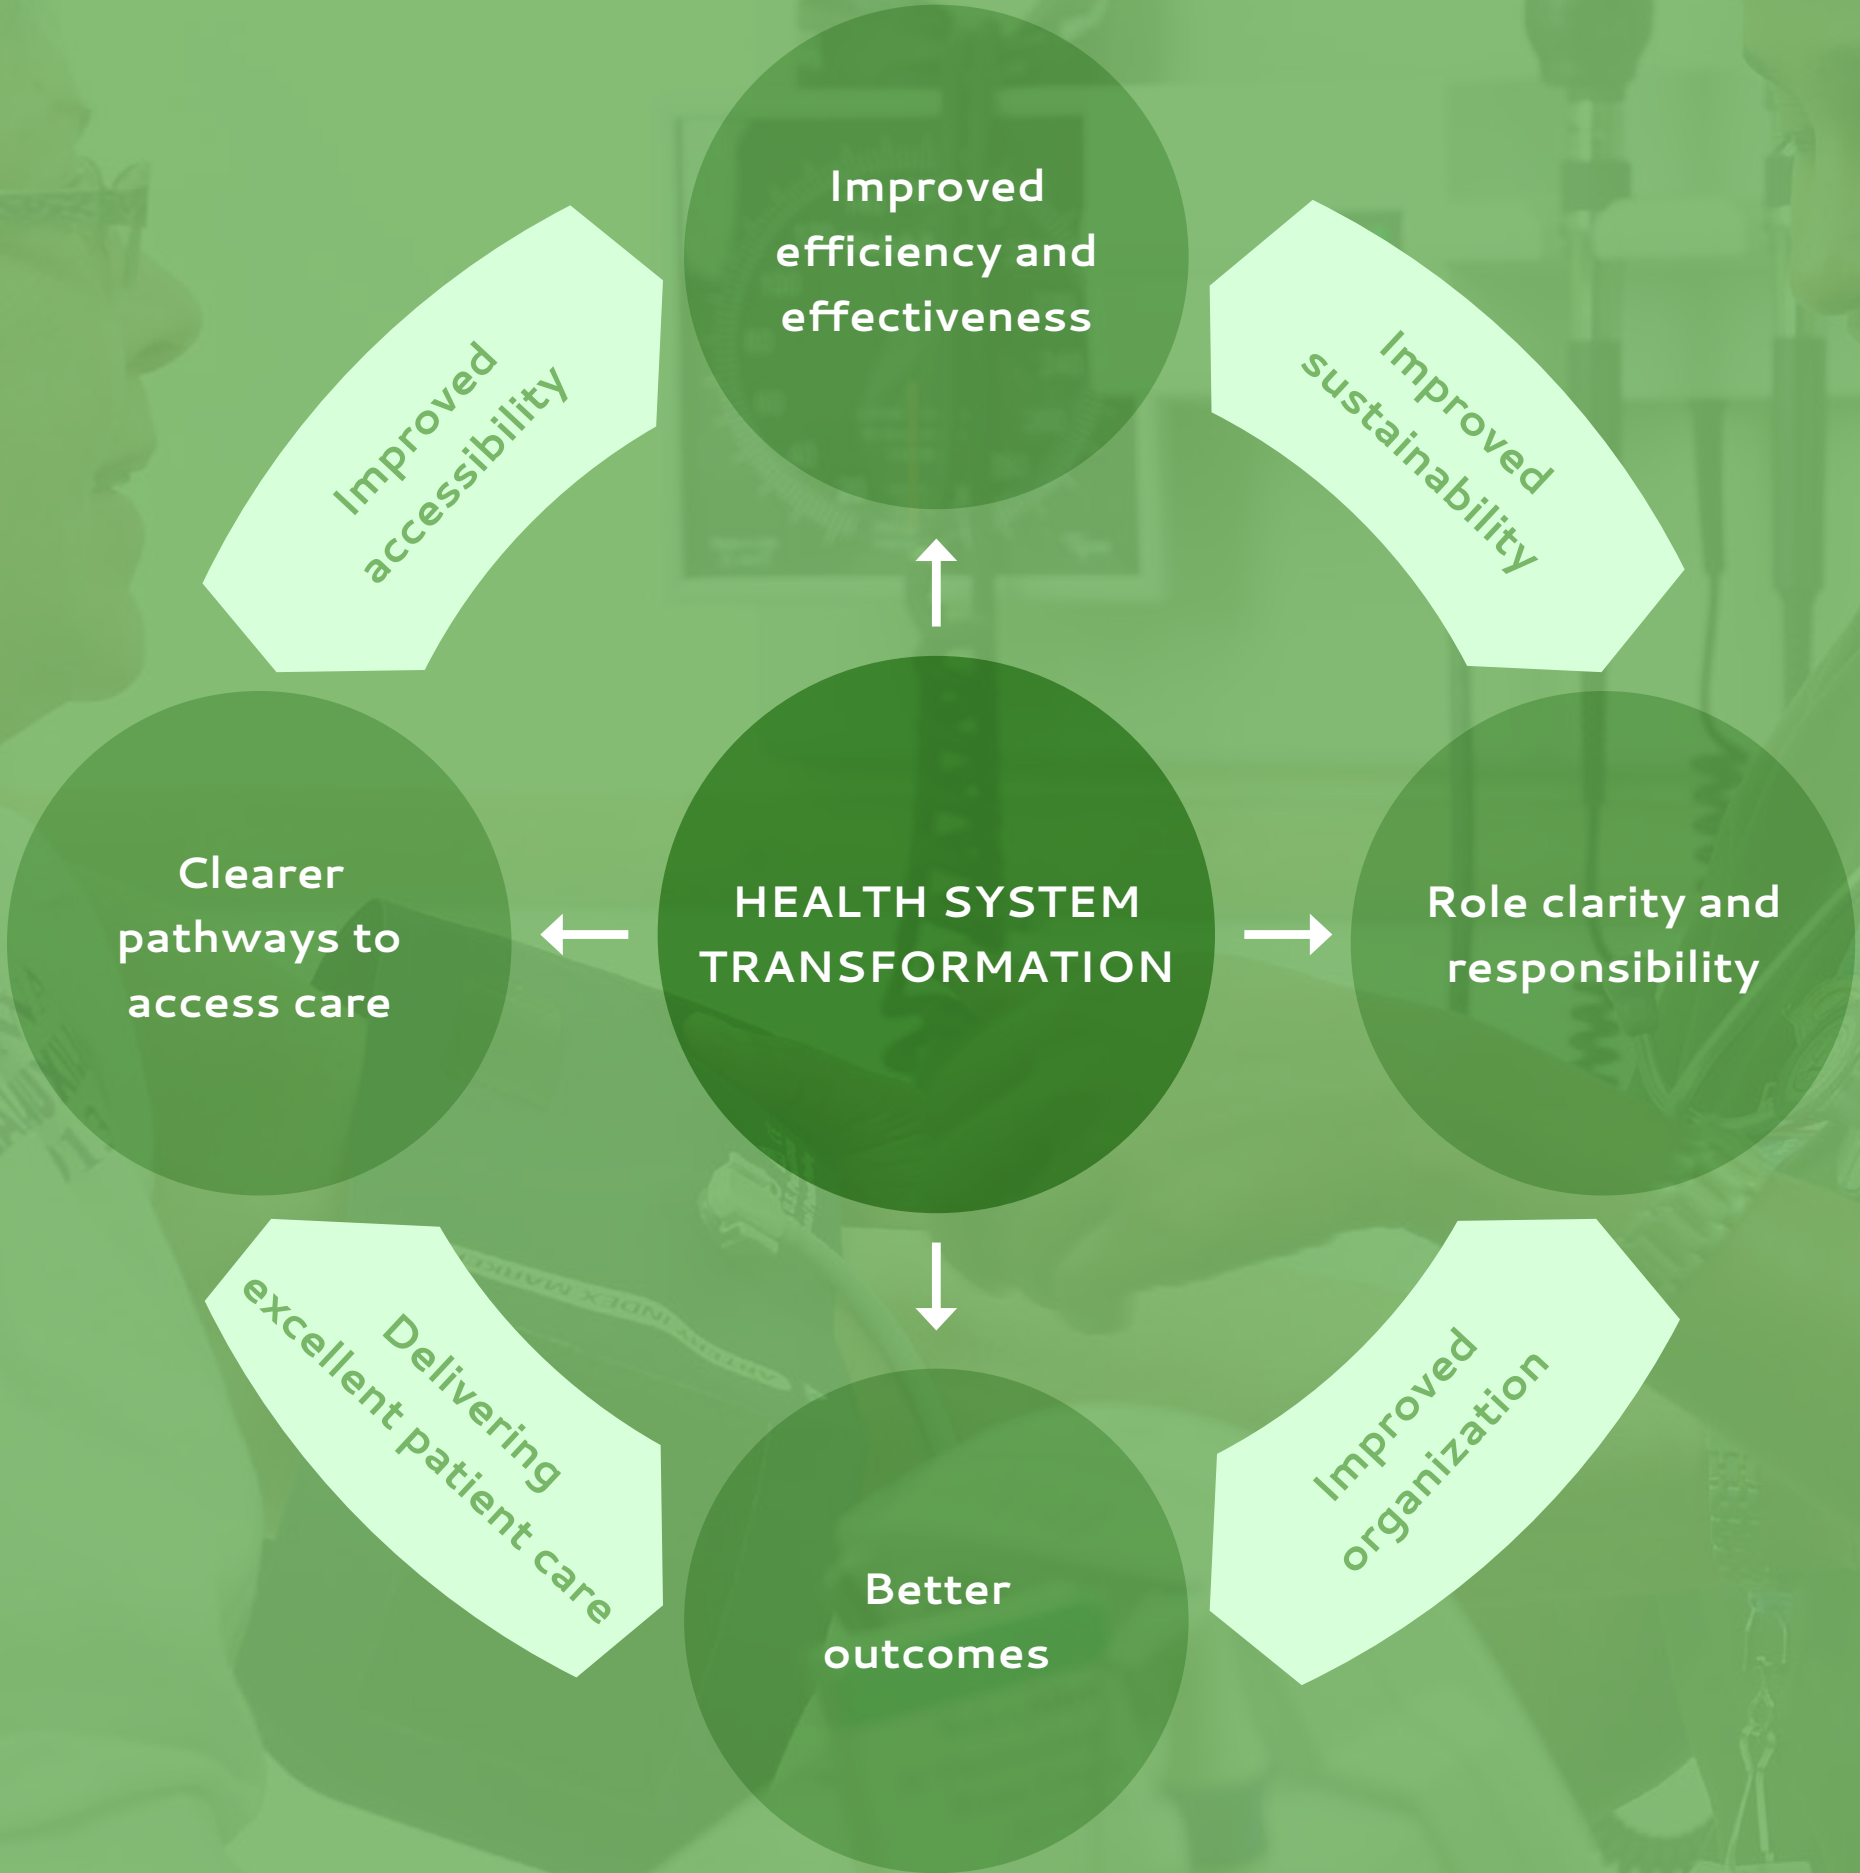 Improved
efficiency and
effectiveness
Improved
accessibility
Improved
sustainability
Clearer
pathways to
access care
HEALTH SYSTEM
TRANSFORMATION
Role clarity and
responsibility
Delivering
excellent patient care
Improved
organization
Better
outcomes